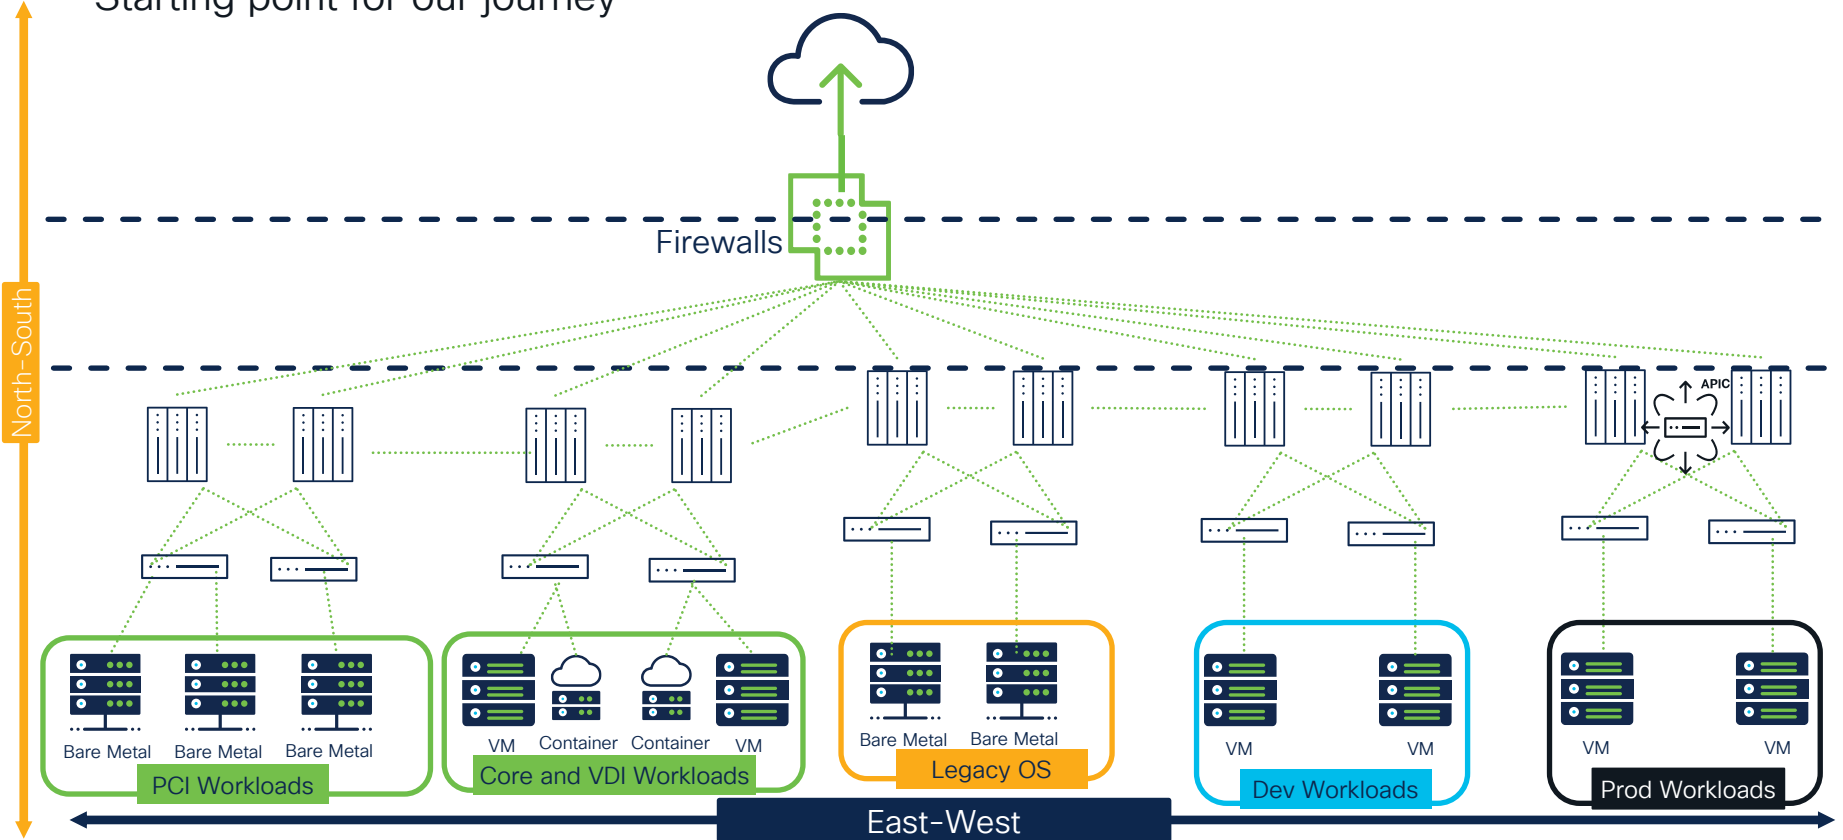 Starting point for our journey
Firewalls
North-South
APIC
Bare Metal
Bare Metal
Bare Metal
PCI Workloads
VM
Container
Container
VM
Core and VDI Workloads
Bare Metal
Bare Metal
Legacy OS
VM
VM
Dev Workloads
VM
VM
Prod Workloads
East-West